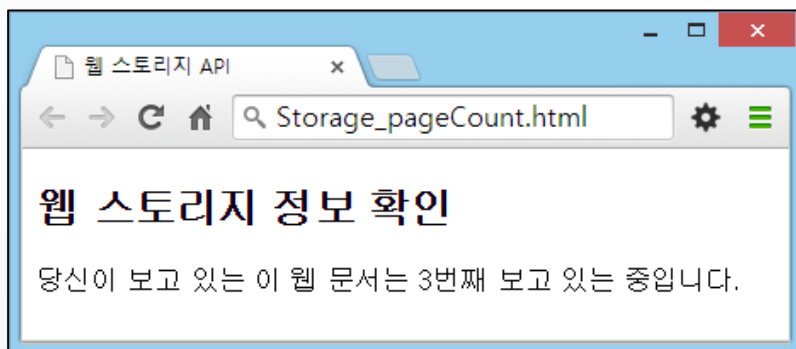 웹 스토리지 API
Storage_pageCount.html
웹 스토리지 정보 확인
당신이 보고 있는 이 웹 문서는 3번째 보고 있는 중입니다.